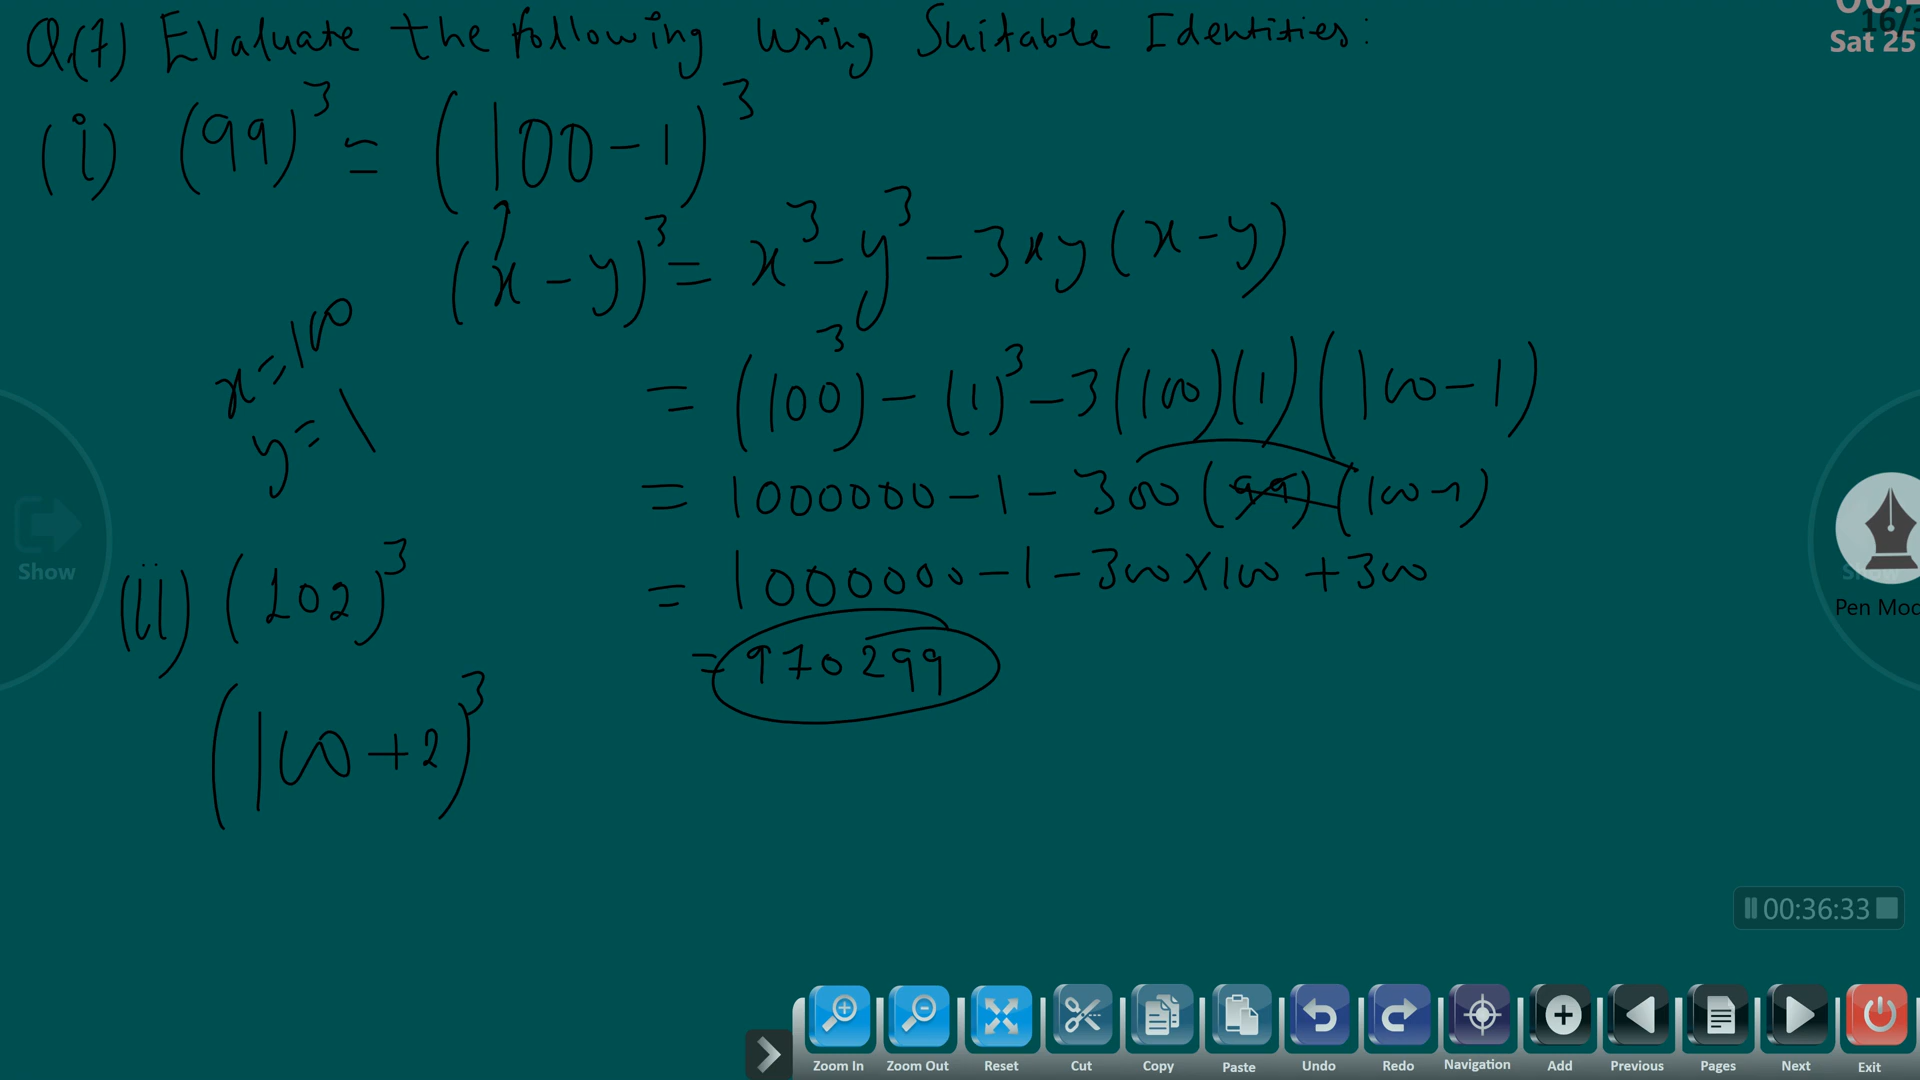 Q.(7) Evaluate the following using Suitable Identities:
(i) (99)³ = (100-1)³
(x-y)³ = x³-y³-3xy(x-y)
x=100
y=1
= (100)³-(1)³-3(100)(1)(100-1)
= 1000000-1-300(99)(100-1)
= 1000000-1-300×100+300
= 970299
(ii) (102)³
(100+2)³
16/3
Sat 25
Show
Pen Mod
00:36:33
Zoom In Zoom Out Reset Cut Copy Paste Undo Redo Navigation Add Previous Pages Next Exit